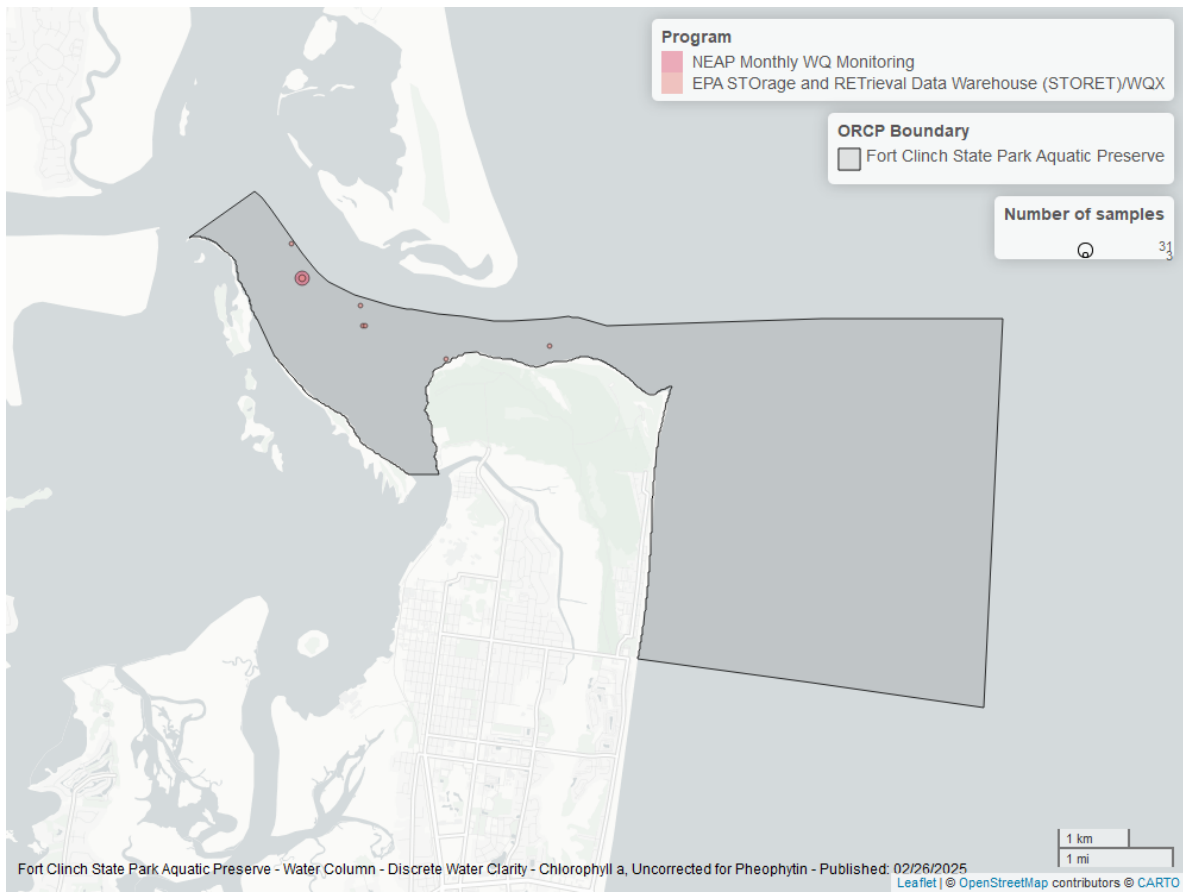 Program
NEAP Monthly WQ Monitoring
EPA STOrage and RETrieval Data Warehouse (STORET)/WQX
ORCP Boundary
Fort Clinch State Park Aquatic Preserve
Number of samples
31
3
1 km
1 mi
Fort Clinch State Park Aquatic Preserve - Water Column - Discrete Water Clarity - Chlorophyll a, Uncorrected for Pheophytin - Published: 02/26/2025
Leaflet | © OpenStreetMap contributors © CARTO